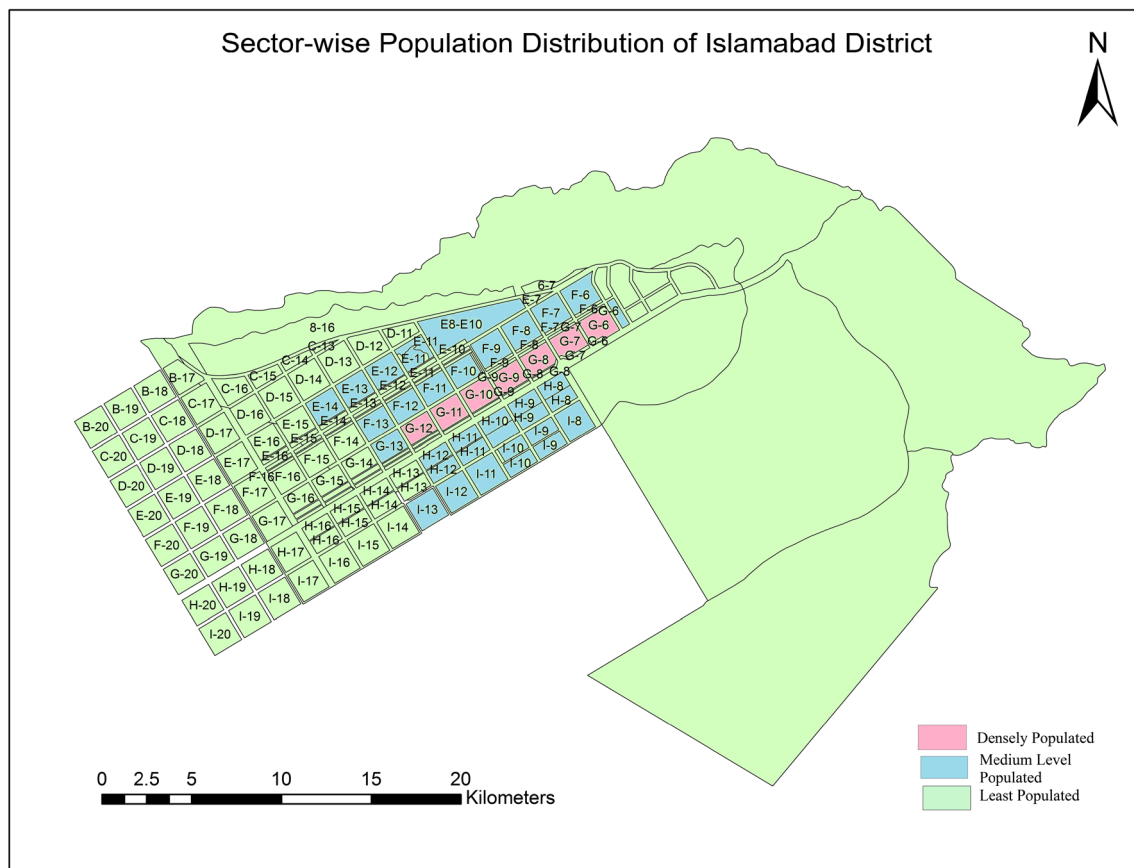 Sector-wise Population Distribution of Islamabad District
N
6-7
E-7
F-6
F-6
G-6
F-7
F-7
G-7
G-6
E8-E10
F-8
G-7
G-6
8-16
D-11
E-11
F-8
G-7
C-13
D-12
E-10
F-9
G-8
C-14
D-13
E-11
F-9
G-9
G-8
G-8
B-17
C-15
D-14
E-12
E-11
F-10
G-9
G-9
H-8
B-18
C-16
D-15
E-13
E-12
F-11
G-10
H-9
H-8
B-19
C-17
D-16
E-14
E-13
F-12
G-11
H-9
I-8
B-20
C-18
D-17
E-15
E-14
F-13
G-12
H-10
I-9
C-19
D-18
E-16
E-15
F-14
G-13
H-11
I-10
I-9
C-20
D-19
E-17
E-16
F-15
G-14
H-12
H-11
I-10
D-20
E-18
F-16
F-16
G-15
H-13
H-12
I-11
E-19
F-17
G-16
H-14
H-13
I-12
E-20
F-18
G-17
H-15
H-14
I-13
F-19
G-18
H-16
H-15
I-14
F-20
G-19
H-17
H-16
I-15
G-20
H-18
I-16
H-19
I-17
H-20
I-18
I-19
I-20
Densely Populated
Medium Level
Populated
Least Populated
0 2.5 5 10 15 20
Kilometers